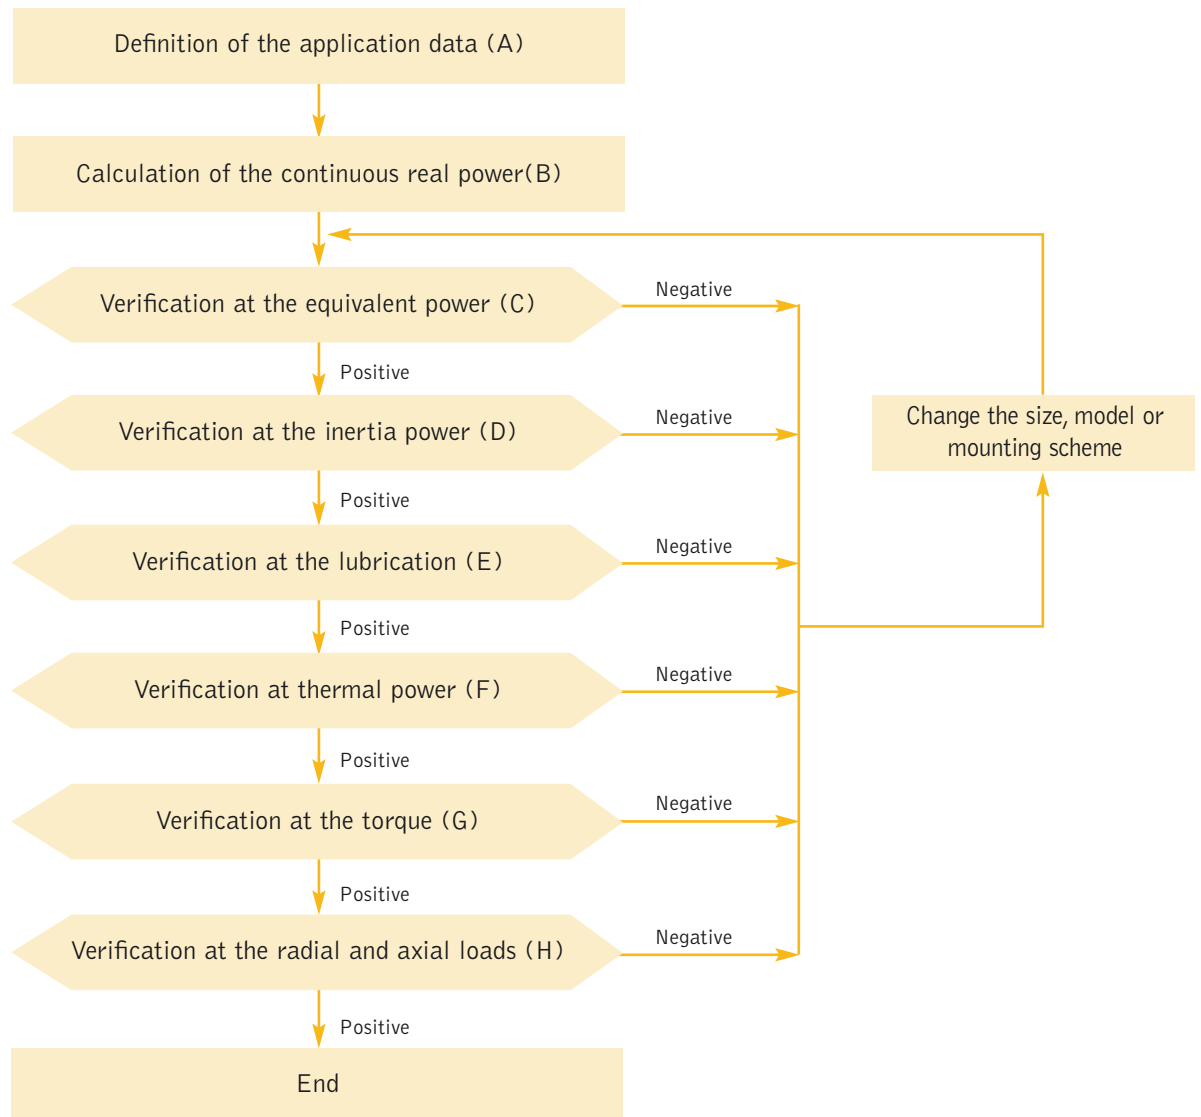 Definition of the application data (A)
Calculation of the continuous real power(B)
Verification at the equivalent power (C)
Negative
Positive
Verification at the inertia power (D)
Negative
Change the size, model or
mounting scheme
Positive
Verification at the lubrication (E)
Negative
Positive
Verification at thermal power (F)
Negative
Positive
Verification at the torque (G)
Negative
Positive
Verification at the radial and axial loads (H)
Negative
Positive
End